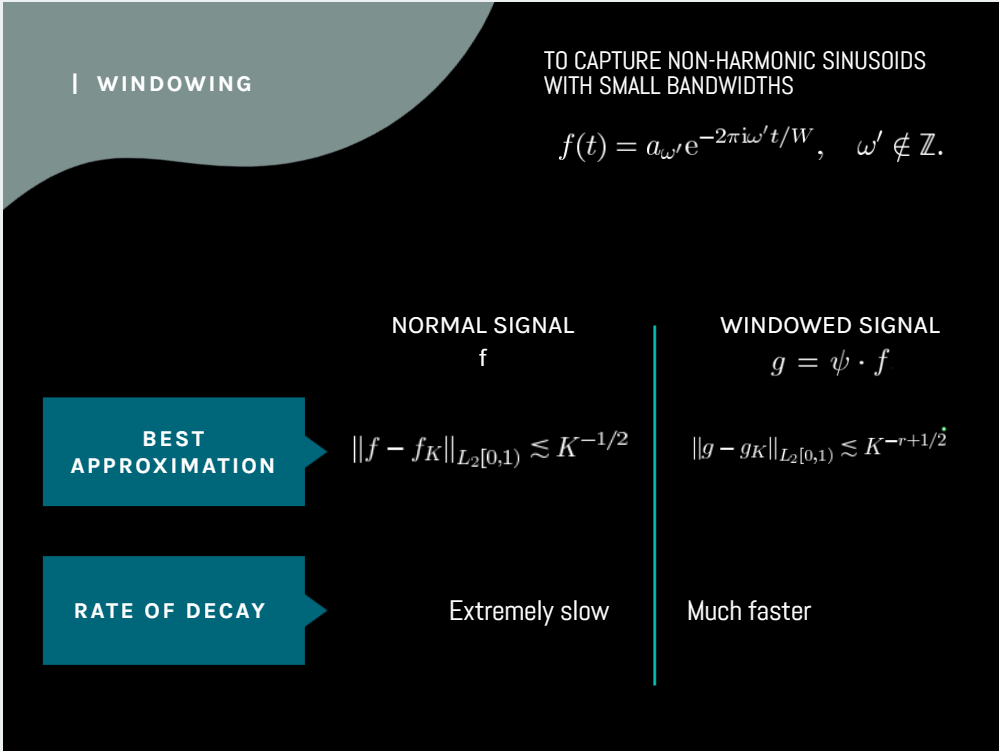 | WINDOWING
TO CAPTURE NON-HARMONIC SINUSOIDS
WITH SMALL BANDWIDTHS
f(t) = a_{ω′}e^{−2πiω′t/W}, ω′ ∉ ℤ.
NORMAL SIGNAL
f
WINDOWED SIGNAL
g = ψ · f
BEST
APPROXIMATION
||f − f_K||_{L_2[0,1)} ≲ K^{−1/2}
||g − g_K||_{L_2[0,1)} ≲ K^{−r+1/2}
RATE OF DECAY
Extremely slow
Much faster